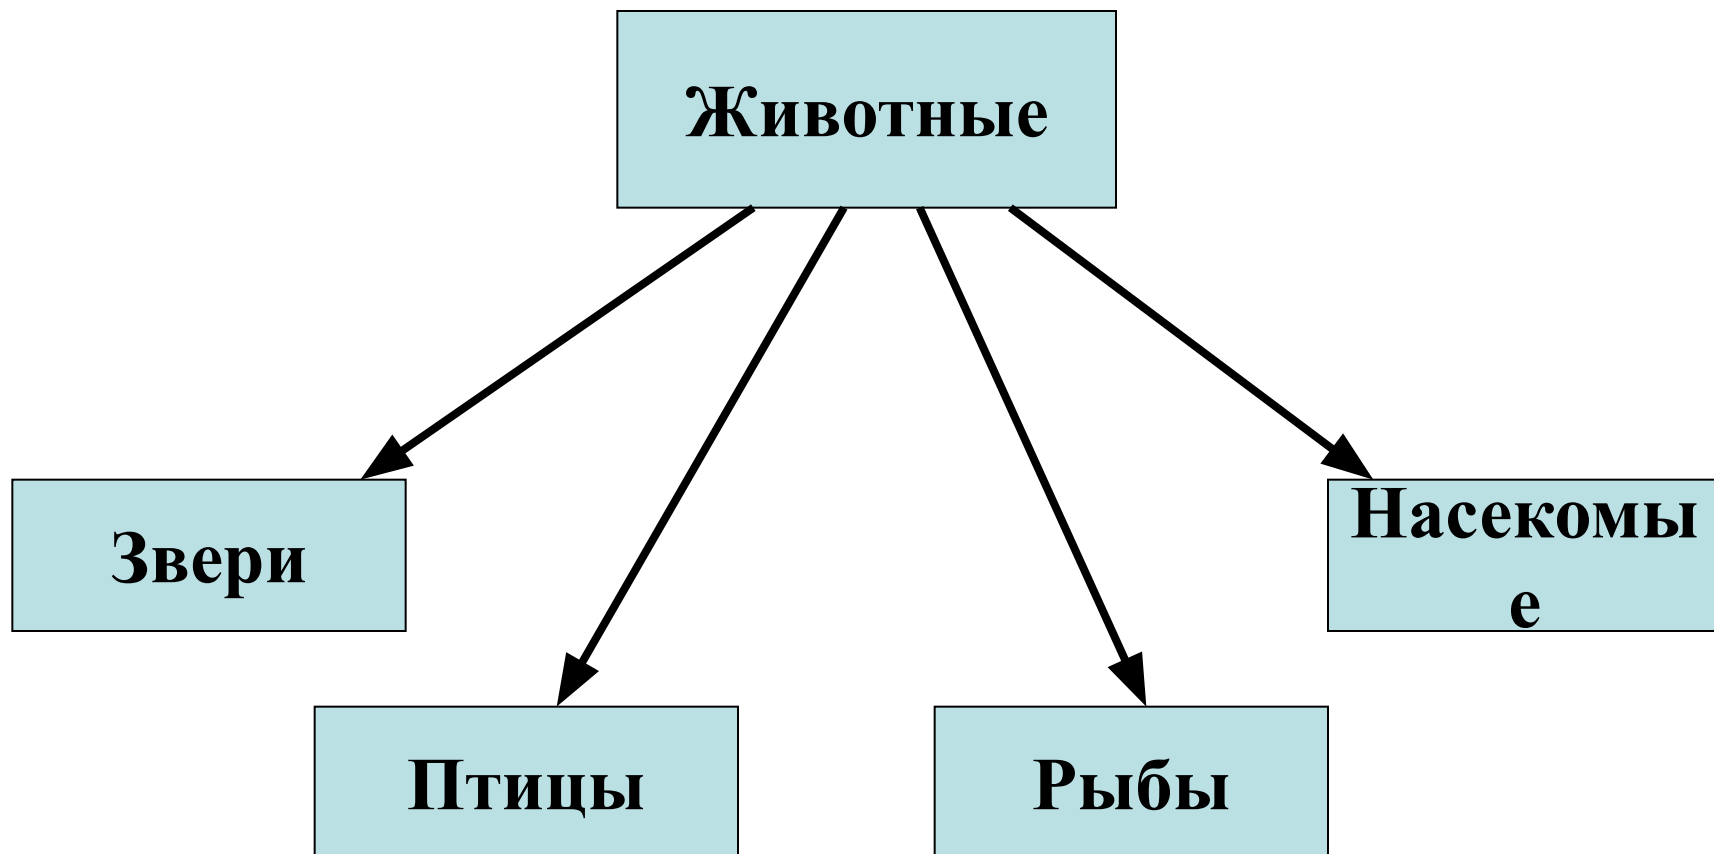 Животные
Звери
Насекомы
е
Птицы
Рыбы